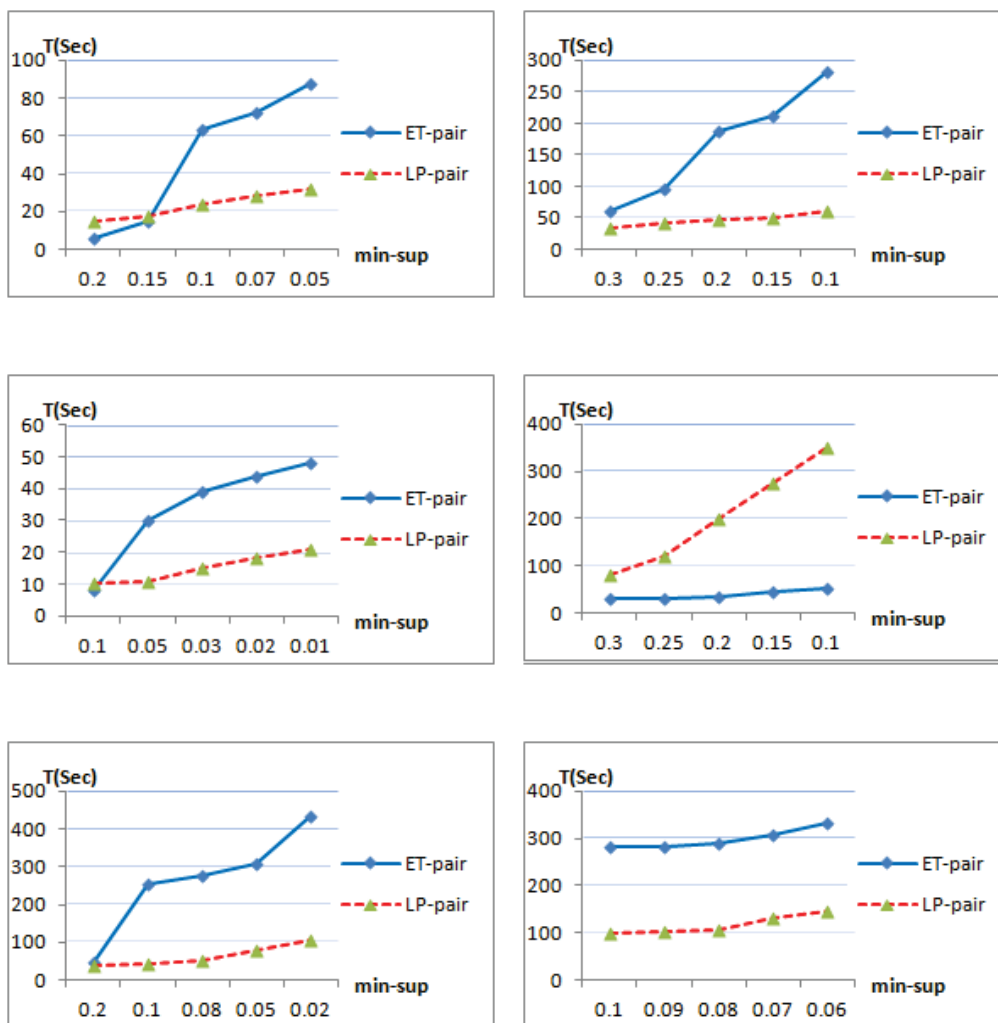 T(Sec)
100
80
60
40
20
0
0.2 0.15 0.1 0.07 0.05
min-sup
ET-pair
LP-pair
T(Sec)
300
250
200
150
100
50
0
0.3 0.25 0.2 0.15 0.1
min-sup
ET-pair
LP-pair
T(Sec)
60
50
40
30
20
10
0
0.1 0.05 0.03 0.02 0.01
min-sup
ET-pair
LP-pair
T(Sec)
400
300
200
100
0
0.3 0.25 0.2 0.15 0.1
min-sup
ET-pair
LP-pair
T(Sec)
500
400
300
200
100
0
0.2 0.1 0.08 0.05 0.02
min-sup
ET-pair
LP-pair
T(Sec)
400
300
200
100
0
0.1 0.09 0.08 0.07 0.06
min-sup
ET-pair
LP-pair